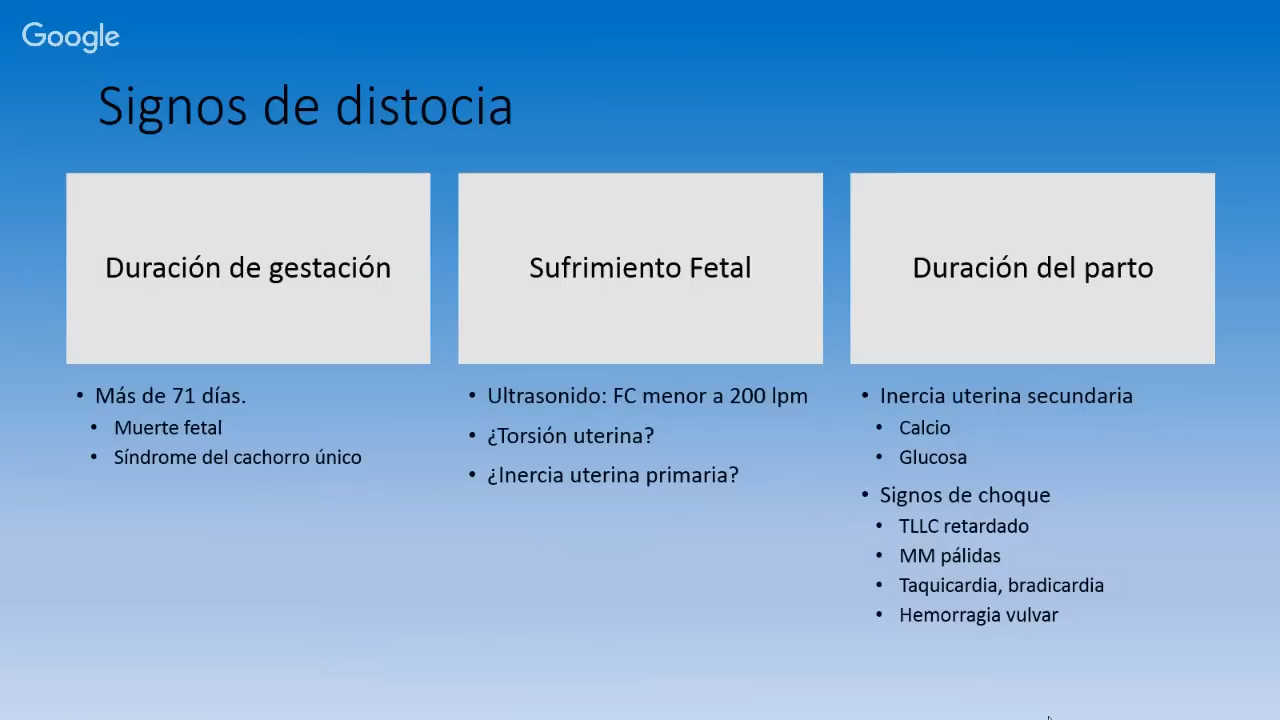 Google
Signos de distocia
Duración de gestación
• Más de 71 días.
• Muerte fetal
• Síndrome del cachorro único
Sufrimiento Fetal
• Ultrasonido: FC menor a 200 lpm
• ¿Torsión uterina?
• ¿Inercia uterina primaria?
Duración del parto
• Inercia uterina secundaria
• Calcio
• Glucosa
• Signos de choque
• TLLC retardado
• MM pálidas
• Taquicardia, bradicardia
• Hemorragia vulvar